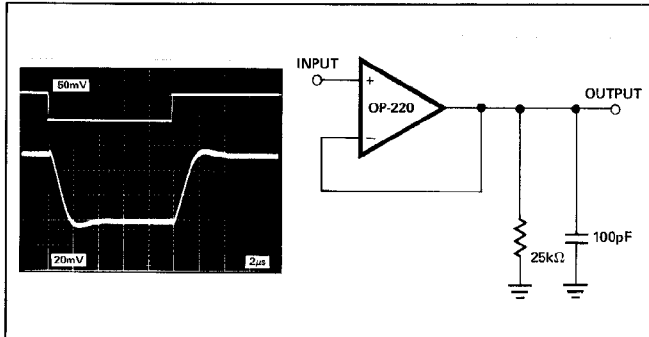 50mV
20mV
2µs
INPUT
+
OP-220
−
OUTPUT
25kΩ
100pF